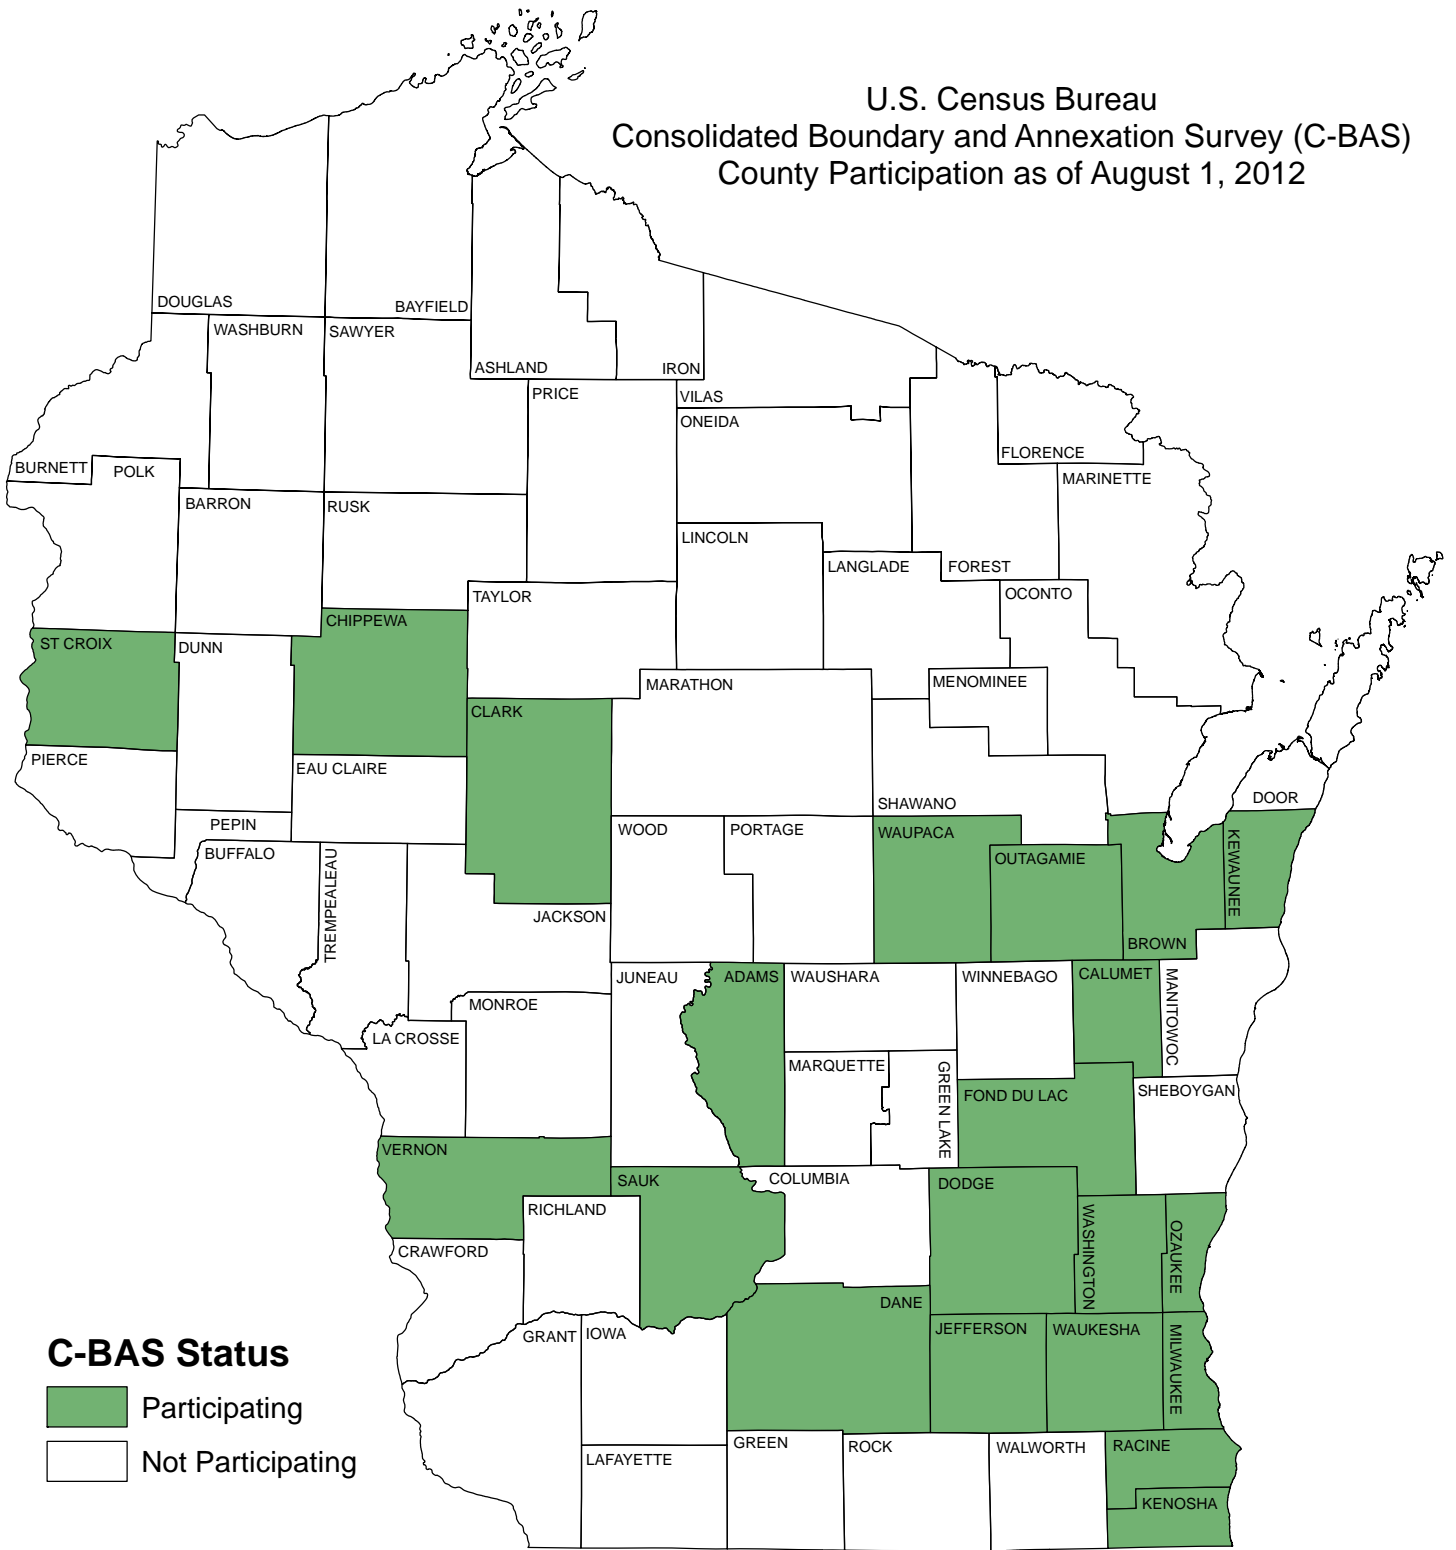 U.S. Census Bureau
Consolidated Boundary and Annexation Survey (C-BAS)
County Participation as of August 1, 2012
DOUGLAS
BAYFIELD
WASHBURN
SAWYER
ASHLAND
IRON
PRICE
VILAS
ONEIDA
FLORENCE
BURNETT
POLK
MARINETTE
BARRON
RUSK
LINCOLN
LANGLADE
FOREST
TAYLOR
OCONTO
CHIPPEWA
ST CROIX
DUNN
MARATHON
MENOMINEE
CLARK
PIERCE
EAU CLAIRE
SHAWANO
DOOR
PEPIN
WOOD
PORTAGE
WAUPACA
KEWAUNEE
BUFFALO
TREMPEALEAU
OUTAGAMIE
JACKSON
BROWN
JUNEAU
ADAMS
WAUSHARA
WINNEBAGO
CALUMET
MANITOWOC
MONROE
LA CROSSE
MARQUETTE
GREEN LAKE
FOND DU LAC
SHEBOYGAN
VERNON
SAUK
COLUMBIA
DODGE
RICHLAND
WASHINGTON
OZAUKEE
CRAWFORD
DANE
GRANT
IOWA
JEFFERSON
WAUKESHA
MILWAUKEE
C-BAS Status
Participating
Not Participating
LAFAYETTE
GREEN
ROCK
WALWORTH
RACINE
KENOSHA